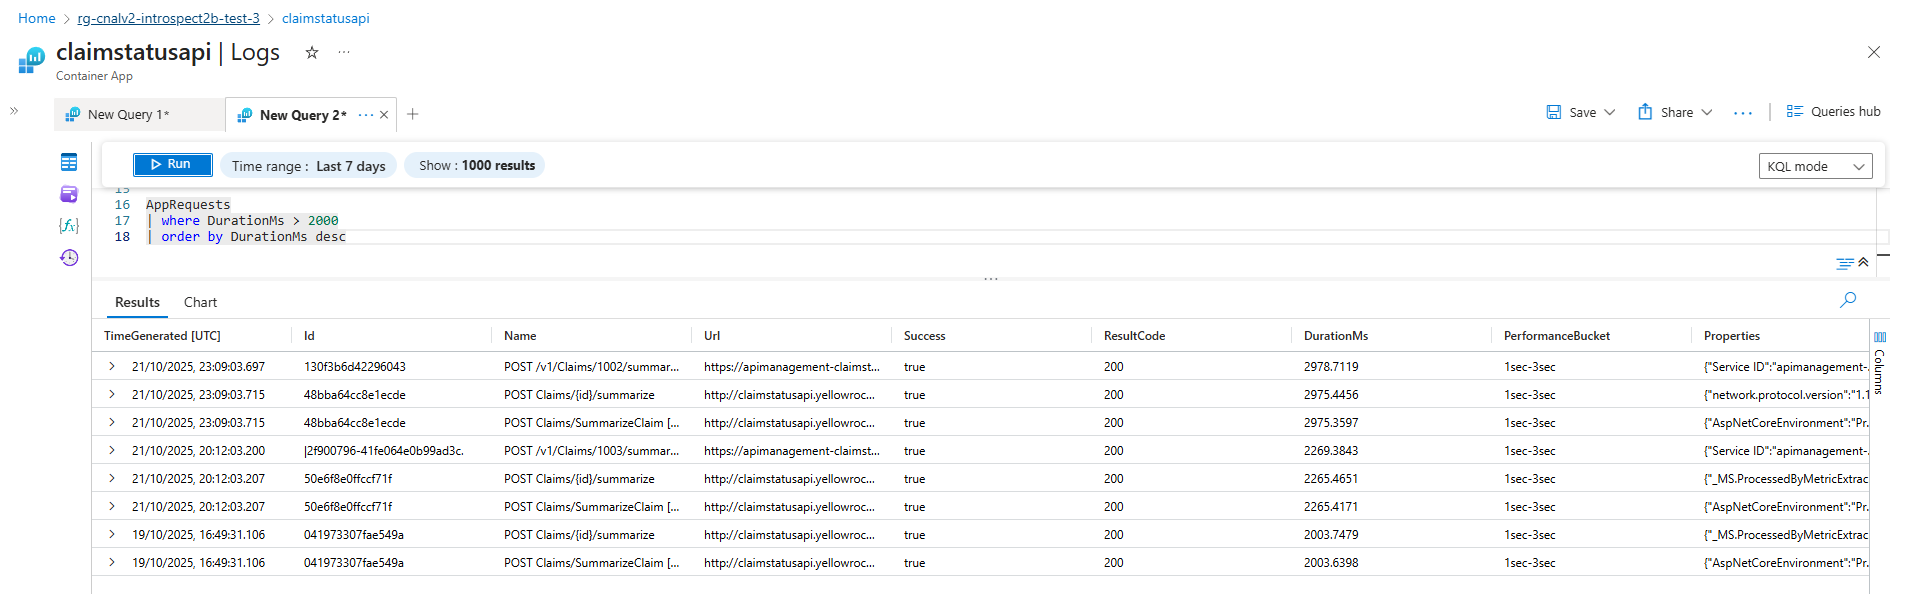 Home > rg-cnalv2-introspect2b-test-3 > claimstatusapi
claimstatusapi | Logs
Container App
New Query 1*
New Query 2*
Save
Share
Queries hub
Run
Time range : Last 7 days
Show : 1000 results
KQL mode
15
16 AppRequests
17 | where DurationMs > 2000
18 | order by DurationMs desc
Results Chart
TimeGenerated [UTC] Id Name Url Success ResultCode DurationMs PerformanceBucket Properties
21/10/2025, 23:09:03.697 130f3b6d42296043 POST /v1/Claims/1002/summar... https://apimanagement-claimst... true 200 2978.7119 1sec-3sec {"Service ID":"apimanagement-...
21/10/2025, 23:09:03.715 48bba64cc8e1ecde POST Claims/{id}/summarize http://claimstatusapi.yellowroc... true 200 2975.4456 1sec-3sec {"network.protocol.version":"1.1
21/10/2025, 23:09:03.715 48bba64cc8e1ecde POST Claims/SummarizeClaim [... http://claimstatusapi.yellowroc... true 200 2975.3597 1sec-3sec {"AspNetCoreEnvironment":"Pr...
21/10/2025, 20:12:03.200 |2f900796-41fe064e0b99ad3c. POST /v1/Claims/1003/summar... https://apimanagement-claimst... true 200 2269.3843 1sec-3sec {"Service ID":"apimanagement-...
21/10/2025, 20:12:03.207 50e6f8e0ffccf71f POST Claims/{id}/summarize http://claimstatusapi.yellowroc... true 200 2265.4651 1sec-3sec {"_MS.ProcessedByMetricExtrac
21/10/2025, 20:12:03.207 50e6f8e0ffccf71f POST Claims/SummarizeClaim [... http://claimstatusapi.yellowroc... true 200 2265.4171 1sec-3sec {"AspNetCoreEnvironment":"Pr...
19/10/2025, 16:49:31.106 041973307fae549a POST Claims/{id}/summarize http://claimstatusapi.yellowroc... true 200 2003.7479 1sec-3sec {"_MS.ProcessedByMetricExtrac
19/10/2025, 16:49:31.106 041973307fae549a POST Claims/SummarizeClaim [... http://claimstatusapi.yellowroc... true 200 2003.6398 1sec-3sec {"AspNetCoreEnvironment":"Pr...
Columns